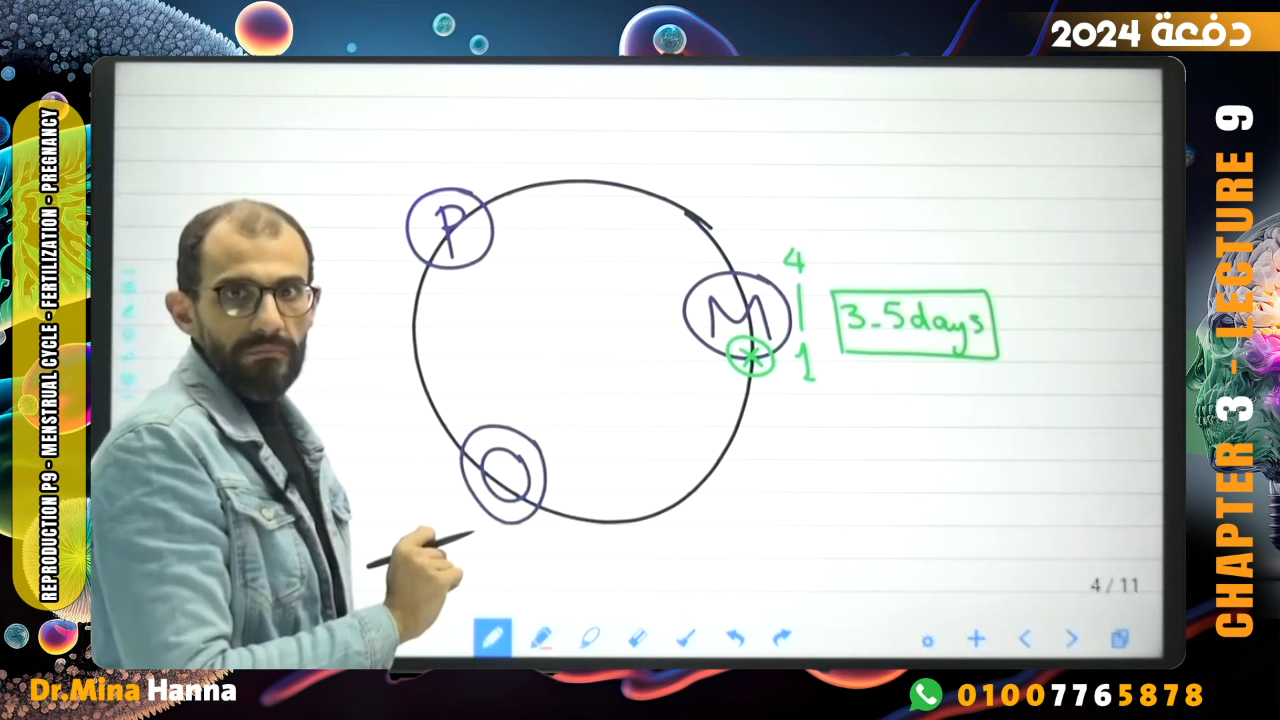 دفعة 2024
REPRODUCTION P9 - MENSTRUAL CYCLE - FERTILIZATION - PREGNANCY
P
M
4
1
3-5days
O
4 / 11
CHAPTER 3 - LECTURE 9
Dr.Mina Hanna
01007765878